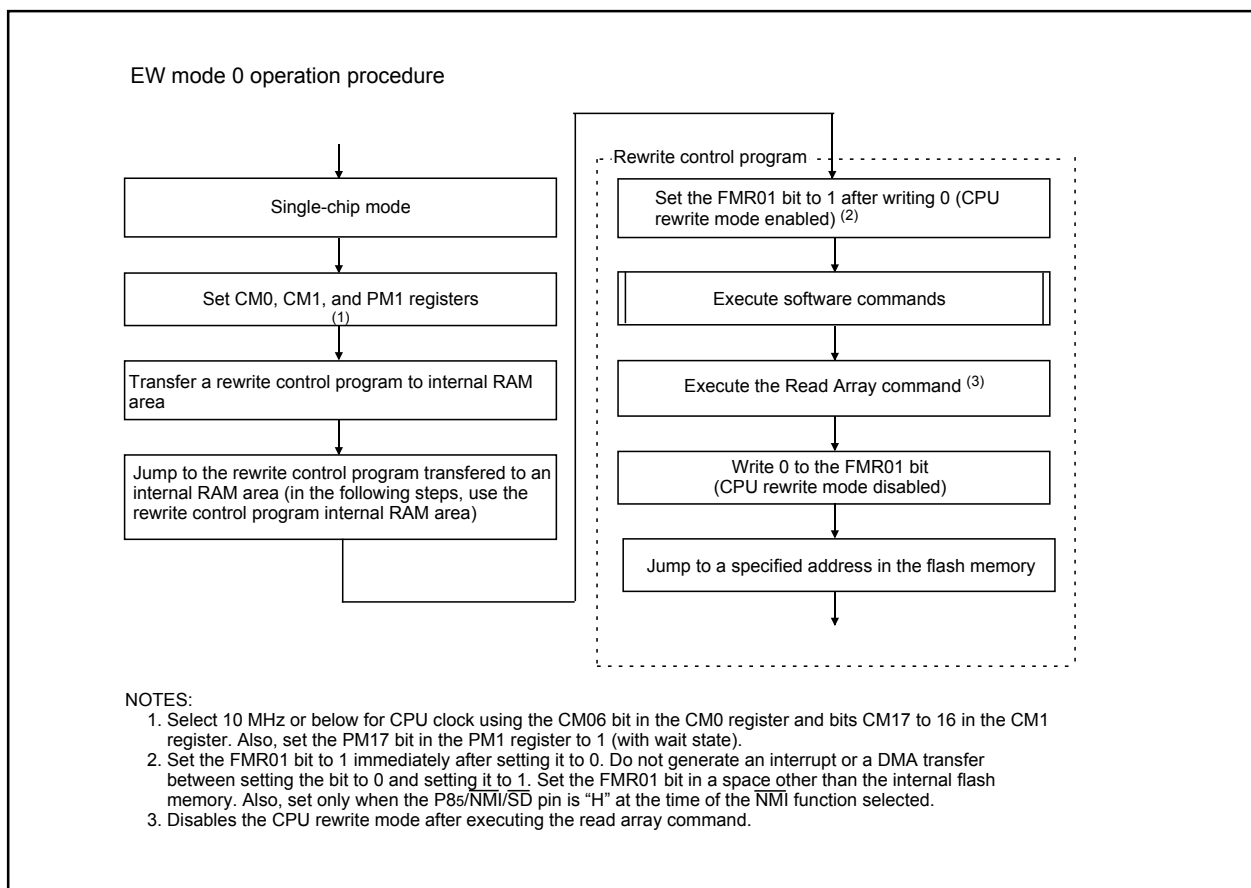 EW mode 0 operation procedure
Single-chip mode
Set CM0, CM1, and PM1 registers
(1)
Transfer a rewrite control program to internal RAM
area
Jump to the rewrite control program transfered to an
internal RAM area (in the following steps, use the
rewrite control program internal RAM area)
Rewrite control program
Set the FMR01 bit to 1 after writing 0 (CPU
rewrite mode enabled) (2)
Execute software commands
Execute the Read Array command (3)
Write 0 to the FMR01 bit
(CPU rewrite mode disabled)
Jump to a specified address in the flash memory
NOTES:
1. Select 10 MHz or below for CPU clock using the CM06 bit in the CM0 register and bits CM17 to 16 in the CM1
register. Also, set the PM17 bit in the PM1 register to 1 (with wait state).
2. Set the FMR01 bit to 1 immediately after setting it to 0. Do not generate an interrupt or a DMA transfer
between setting the bit to 0 and setting it to 1. Set the FMR01 bit in a space other than the internal flash
memory. Also, set only when the P85/N̅M̅I̅/S̅D̅ pin is “H” at the time of the N̅M̅I̅ function selected.
3. Disables the CPU rewrite mode after executing the read array command.